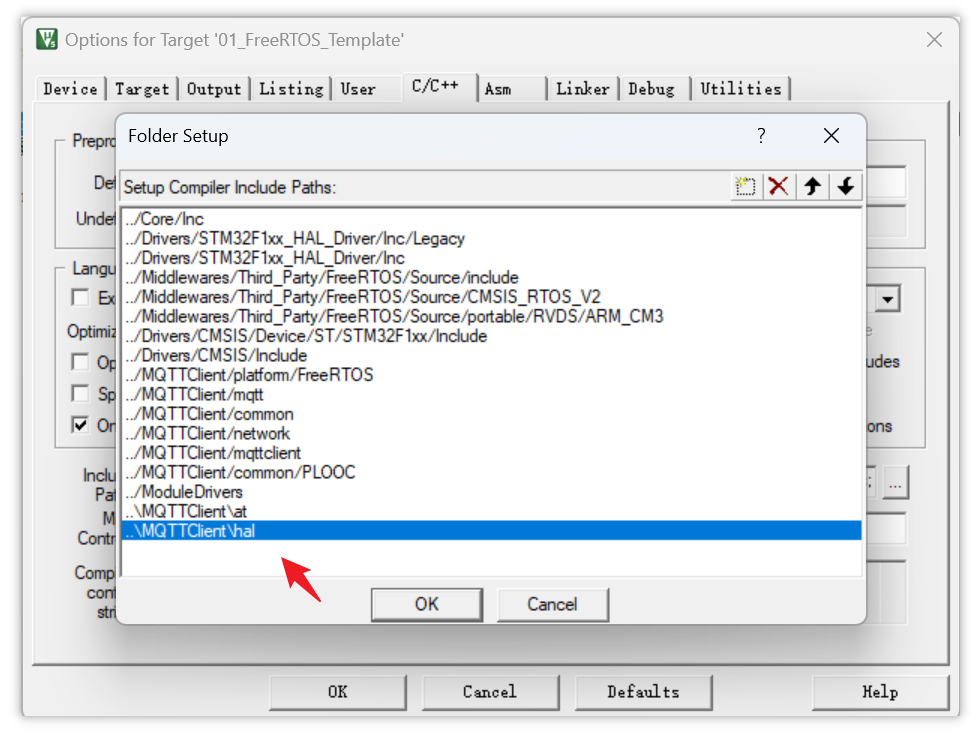 Options for Target '01_FreeRTOS_Template'
Device Target Output Listing User C/C++ Asm Linker Debug Utilities
Folder Setup ?
Setup Compiler Include Paths:
../Core/Inc
../Drivers/STM32F1xx_HAL_Driver/Inc/Legacy
../Drivers/STM32F1xx_HAL_Driver/Inc
../Middlewares/Third_Party/FreeRTOS/Source/include
../Middlewares/Third_Party/FreeRTOS/Source/CMSIS_RTOS_V2
../Middlewares/Third_Party/FreeRTOS/Source/portable/RVDS/ARM_CM3
../Drivers/CMSIS/Device/ST/STM32F1xx/Include
../Drivers/CMSIS/Include
../MQTTClient/platform/FreeRTOS
../MQTTClient/mqtt
../MQTTClient/common
../MQTTClient/network
../MQTTClient/mqttclient
../MQTTClient/common/PLOOC
../ModuleDrivers
..\MQTTClient\at
..\MQTTClient\hal
OK Cancel
Prepro
Def
Undef
Langu
Ex
Optimiz
Op
udes
Sp
On
ons
Inclu
Pat
...
M
Contr
Comp
cont
stri
OK Cancel Defaults Help